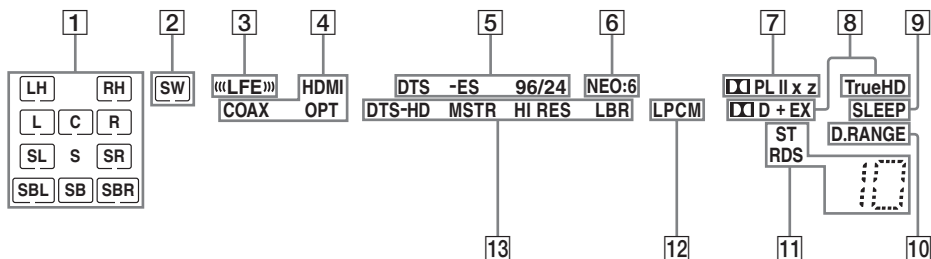 1 2 3 4 5 6 7 8 9
LH RH SW LFE HDMI DTS -ES 96/24 NEO:6 PL II x z TrueHD
L C R COAX OPT DTS-HD MSTR HI RES LBR LPCM D + EX SLEEP
SL S SR ST D.RANGE
RDS
SBL SB SBR 10
13 12 11 10